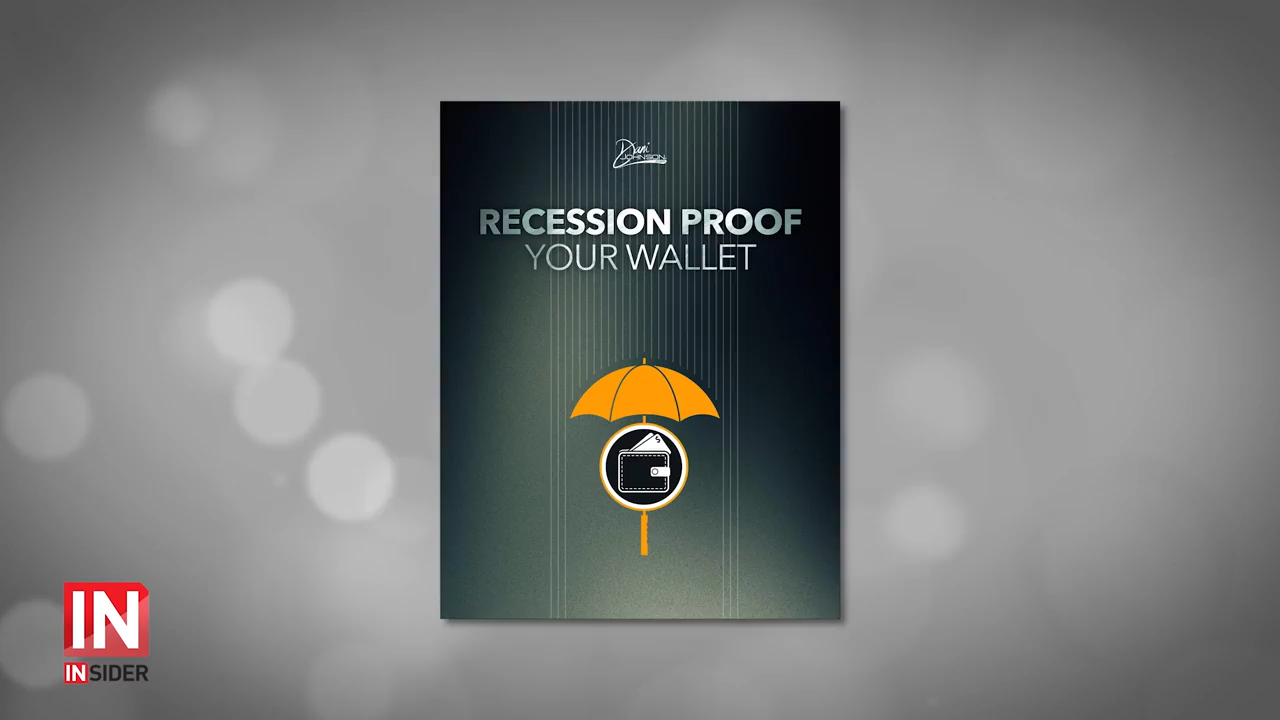 Dani
JOHNSON
RECESSION PROOF
YOUR WALLET
$
IN
INSIDER